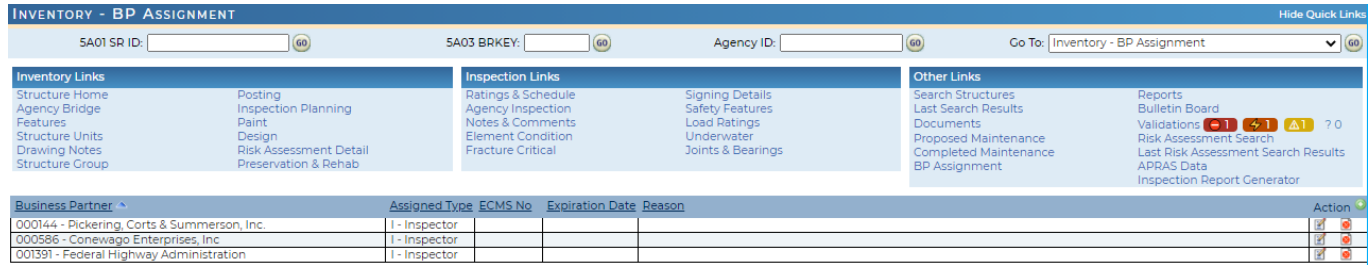 INVENTORY - BP ASSIGNMENT Hide Quick Links
5A01 SR ID: GO 5A03 BRKEY: GO Agency ID: GO Go To: Inventory - BP Assignment GO
Inventory Links Inspection Links Other Links
Structure Home Posting Ratings & Schedule Signing Details Search Structures Reports
Agency Bridge Inspection Planning Agency Inspection Safety Features Last Search Results Bulletin Board
Features Paint Notes & Comments Load Ratings Documents Validations 1 1 1 ? 0
Structure Units Design Element Condition Underwater Proposed Maintenance Risk Assessment Search
Drawing Notes Risk Assessment Detail Fracture Critical Joints & Bearings Completed Maintenance Last Risk Assessment Search Results
Structure Group Preservation & Rehab BP Assignment APRAS Data
Inspection Report Generator
Business Partner Assigned Type ECMS No Expiration Date Reason Action
000144 - Pickering, Corts & Summerson, Inc. I - Inspector
000586 - Conewago Enterprises, Inc I - Inspector
001391 - Federal Highway Administration I - Inspector